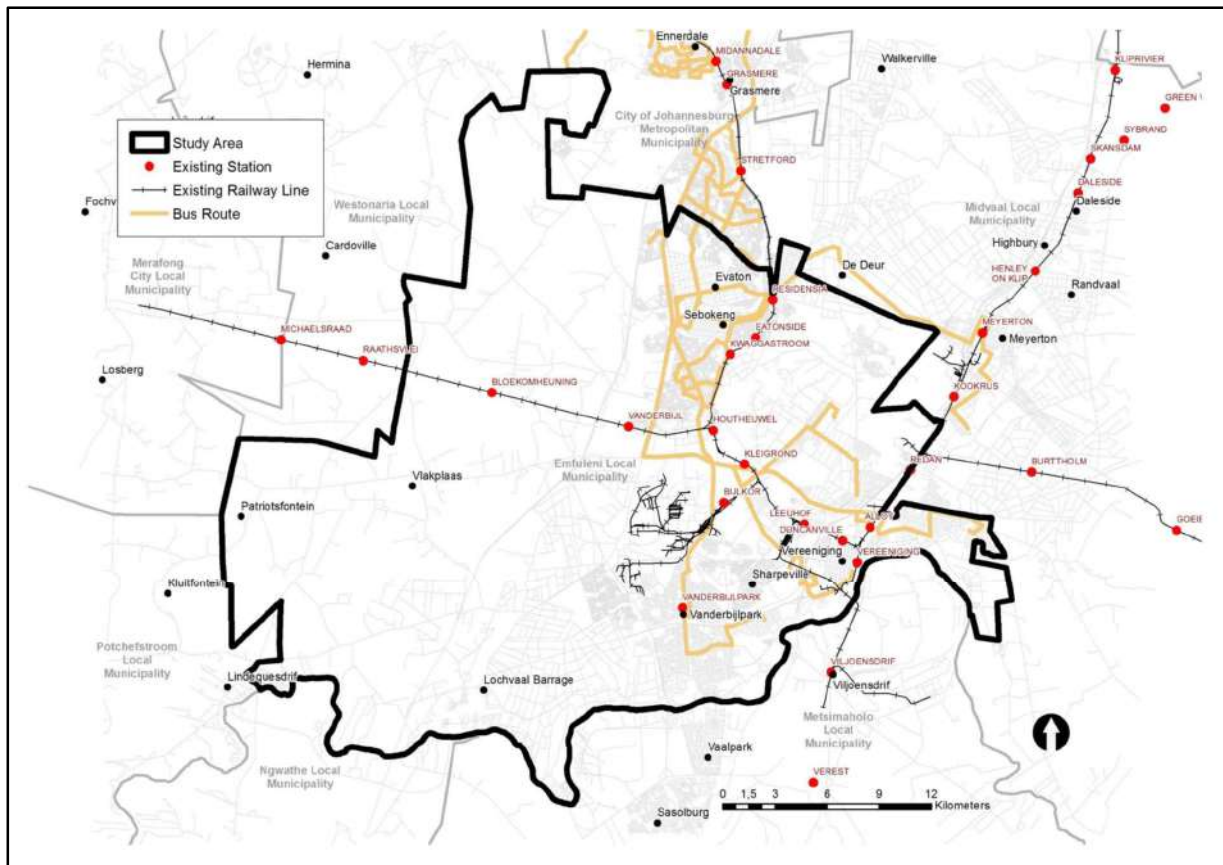 Ennerdale
MIDANNADALE
Hermina
Walkerville
KLIPRIVIER
GRASMERE
Grasmere
GREEN
City of Johannesburg
Metropolitan
Municipality
SYBRAND
Study Area
Existing Station
Existing Railway Line
Bus Route
SKANSDAM
STRETFORD
DALESIDE
Daleside
Fochv
Westonaria Local
Municipality
Midvaal Local
Municipality
Highbury
Cardoville
Merafong
City Local
Municipality
HENLEY
ON KLIP
De Deur
Evaton
Randvaal
RESIDENSIA
Sebokeng
EATONSIDE
MEYERTON
Meyerton
MICHAELSRAAD
KWAGGASTROOM
RAATHSVLEI
Losberg
BLOEKOMHEUNING
KOOKRUS
VANDERBIJL
HOUTHEUWEL
KLEIGROND
REDAN
BURTTHOLM
Emfuleni Local
Municipality
Vlakplaas
BIJLKOR
Patriotsfontein
LEEUHOF
DUNCANVILLE
GOEIE
Vereeniging
VEREENIGING
Sharpeville
Kluitfontein
VANDERBIJLPARK
Vanderbijlpark
Potchefstroom
Local
Municipality
Lindequesdrif
Lochvaal Barrage
VILJOENSDRIF
Viljoensdrif
Metsimaholo
Local
Municipality
Vaalpark
Ngwathe Local
Municipality
VEREST
0 1,5 3 6 9 12
Kilometers
Sasolburg